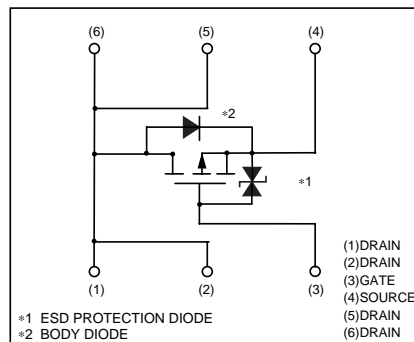 (6) (5) (4)
∗2
∗1
(1) (2) (3)
(1)DRAIN
(2)DRAIN
(3)GATE
(4)SOURCE
(5)DRAIN
(6)DRAIN
∗1 ESD PROTECTION DIODE
∗2 BODY DIODE